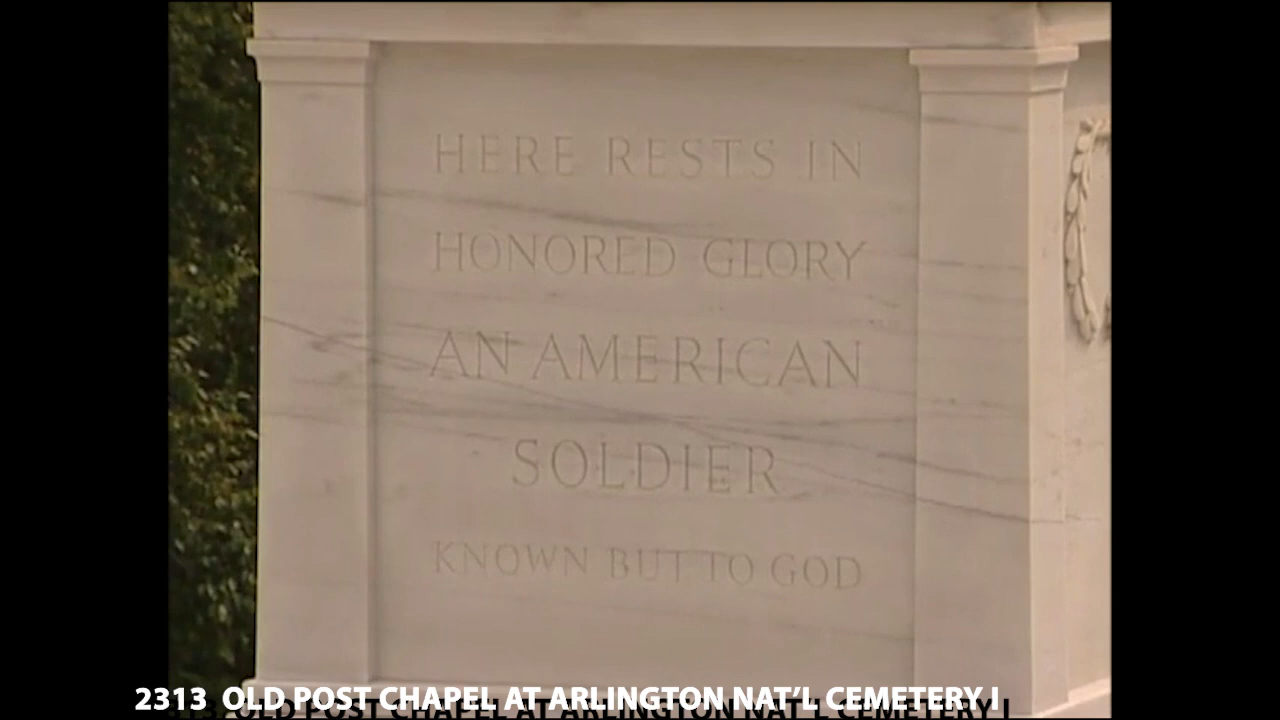 HERE RESTS IN
HONORED GLORY
AN AMERICAN
SOLDIER
KNOWN BUT TO GOD
2313 OLD POST CHAPEL AT ARLINGTON NAT'L CEMETERY I